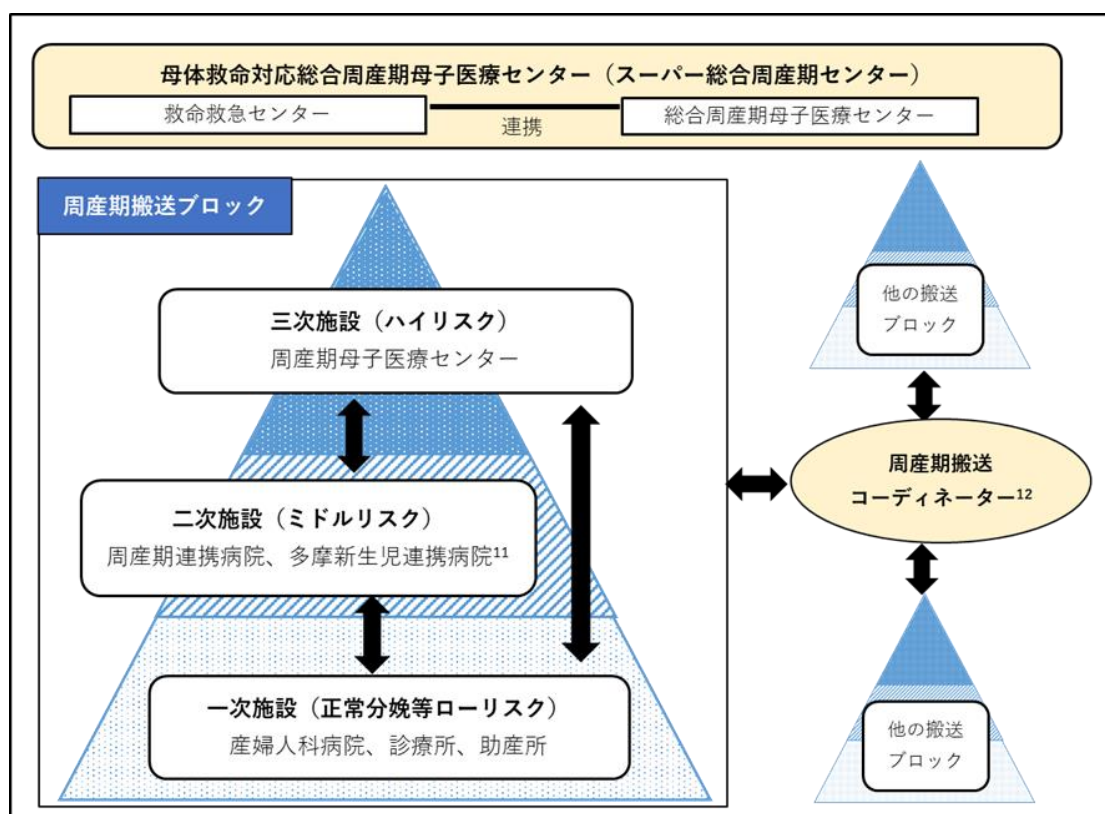 母体救命対応総合周産期母子医療センター（スーパー総合周産期センター）
救命救急センター
連携
総合周産期母子医療センター
周産期搬送ブロック
三次施設（ハイリスク）
周産期母子医療センター
二次施設（ミドルリスク）
周産期連携病院、多摩新生児連携病院11
一次施設（正常分娩等ローリスク）
産婦人科病院、診療所、助産所
他の搬送
ブロック
周産期搬送
コーディネーター12
他の搬送
ブロック